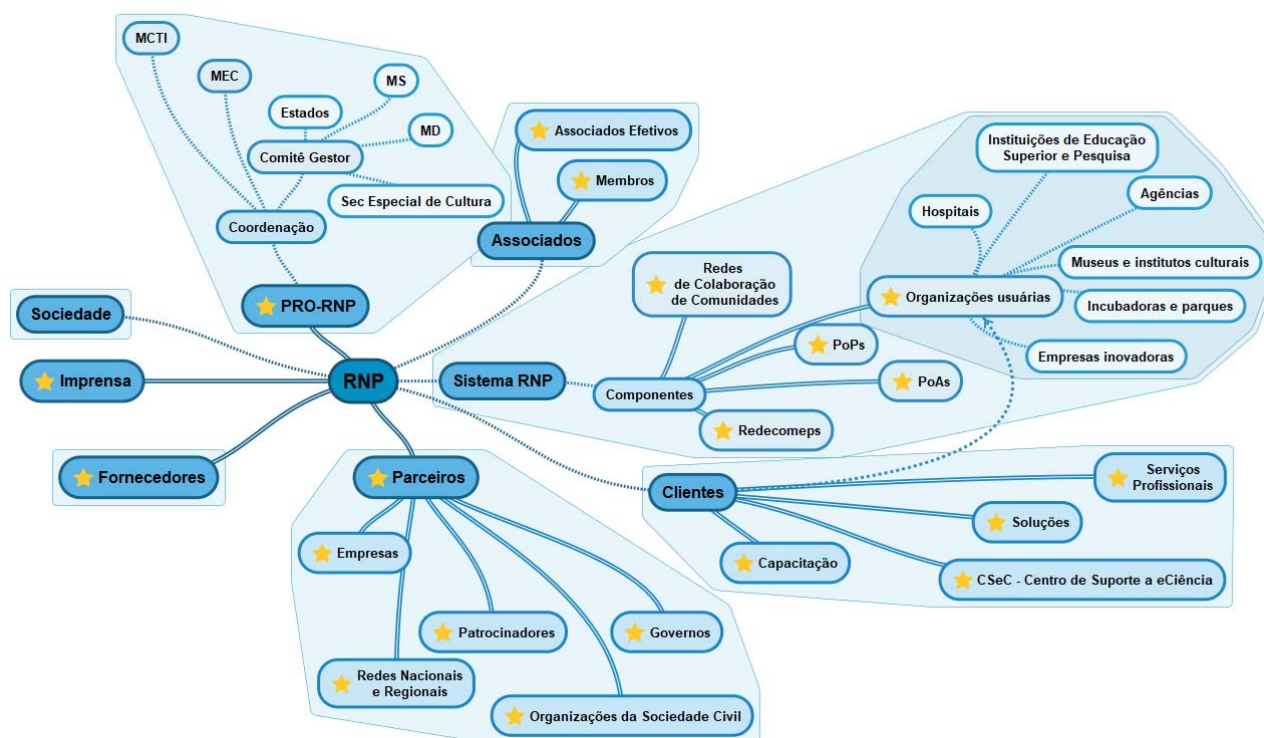 MCTI
MEC
MS
Estados
MD
Comitê Gestor
Sec Especial de Cultura
Coordenação
PRO-RNP
Associados Efetivos
Membros
Associados
Instituições de Educação
Superior e Pesquisa
Agências
Hospitais
Museus e institutos culturais
Organizações usuárias
Incubadoras e parques
Empresas inovadoras
Redes
de Colaboração
de Comunidades
PoPs
PoAs
Componentes
Redecomeps
Sistema RNP
Sociedade
Imprensa
RNP
Fornecedores
Parceiros
Empresas
Patrocinadores
Governos
Redes Nacionais
e Regionais
Organizações da Sociedade Civil
Clientes
Serviços
Profissionais
Soluções
Capacitação
CSeC - Centro de Suporte a eCiência